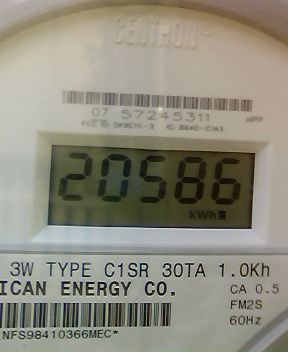 CENTRON
07 57245311 HPP
20586
kWh
3W TYPE C1SR 30TA 1.0Kh
ICAN ENERGY CO. CA 0.5
FM2S
NFS98410366MEC* 60Hz